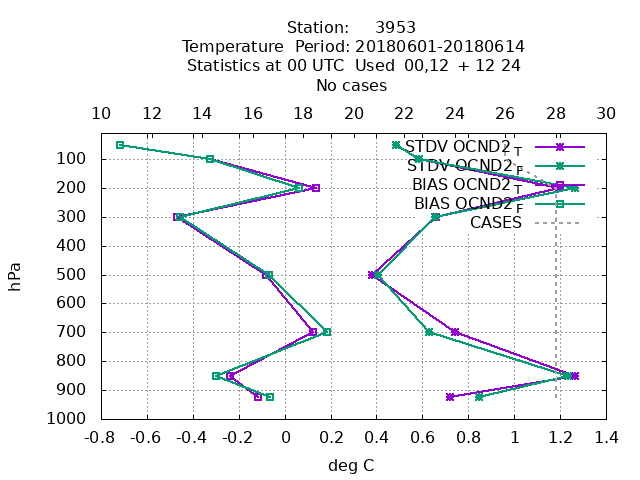 Station: 3953
Temperature Period: 20180601-20180614
Statistics at 00 UTC Used 00,12 + 12 24
No cases
10 12 14 16 18 20 22 24 26 28 30
STDV OCND2 T
STDV OCND2 F
BIAS OCND2 T
BIAS OCND2 F
CASES
hPa
100
200
300
400
500
600
700
800
900
1000
-0.8 -0.6 -0.4 -0.2 0 0.2 0.4 0.6 0.8 1 1.2 1.4
deg C